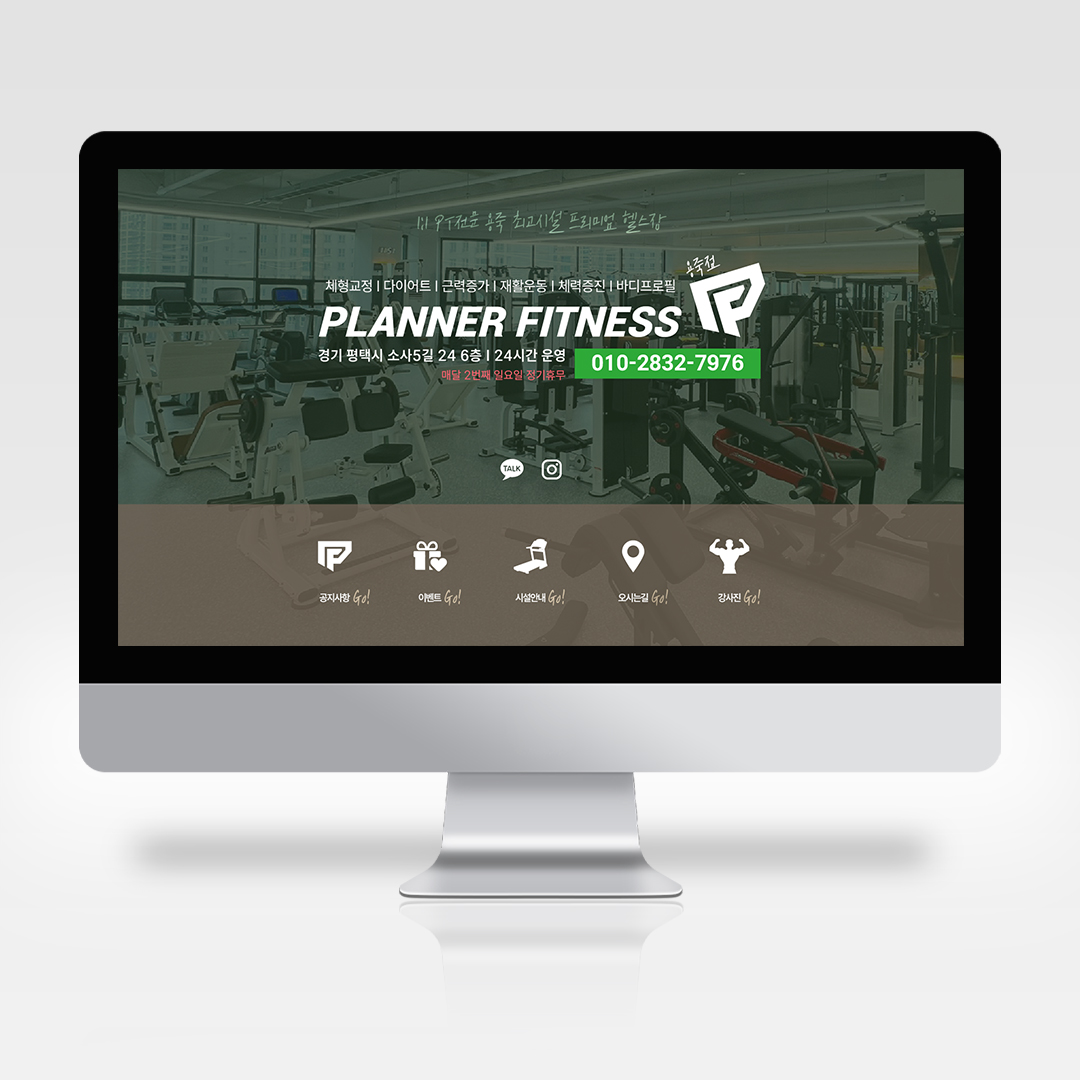 1:1 PT전문 용죽 최고시설 프리미엄 헬스장
용죽점
체형교정 l 다이어트 l 근력증가 l 재활운동 l 체력증진 l 바디프로필
PLANNER FITNESS
경기 평택시 소사5길 24 6층 l 24시간 운영
010-2832-7976
매달 2번째 일요일 정기휴무
TALK
공지사항 Go!
이벤트 Go!
시설안내 Go!
오시는길 Go!
강사진 Go!